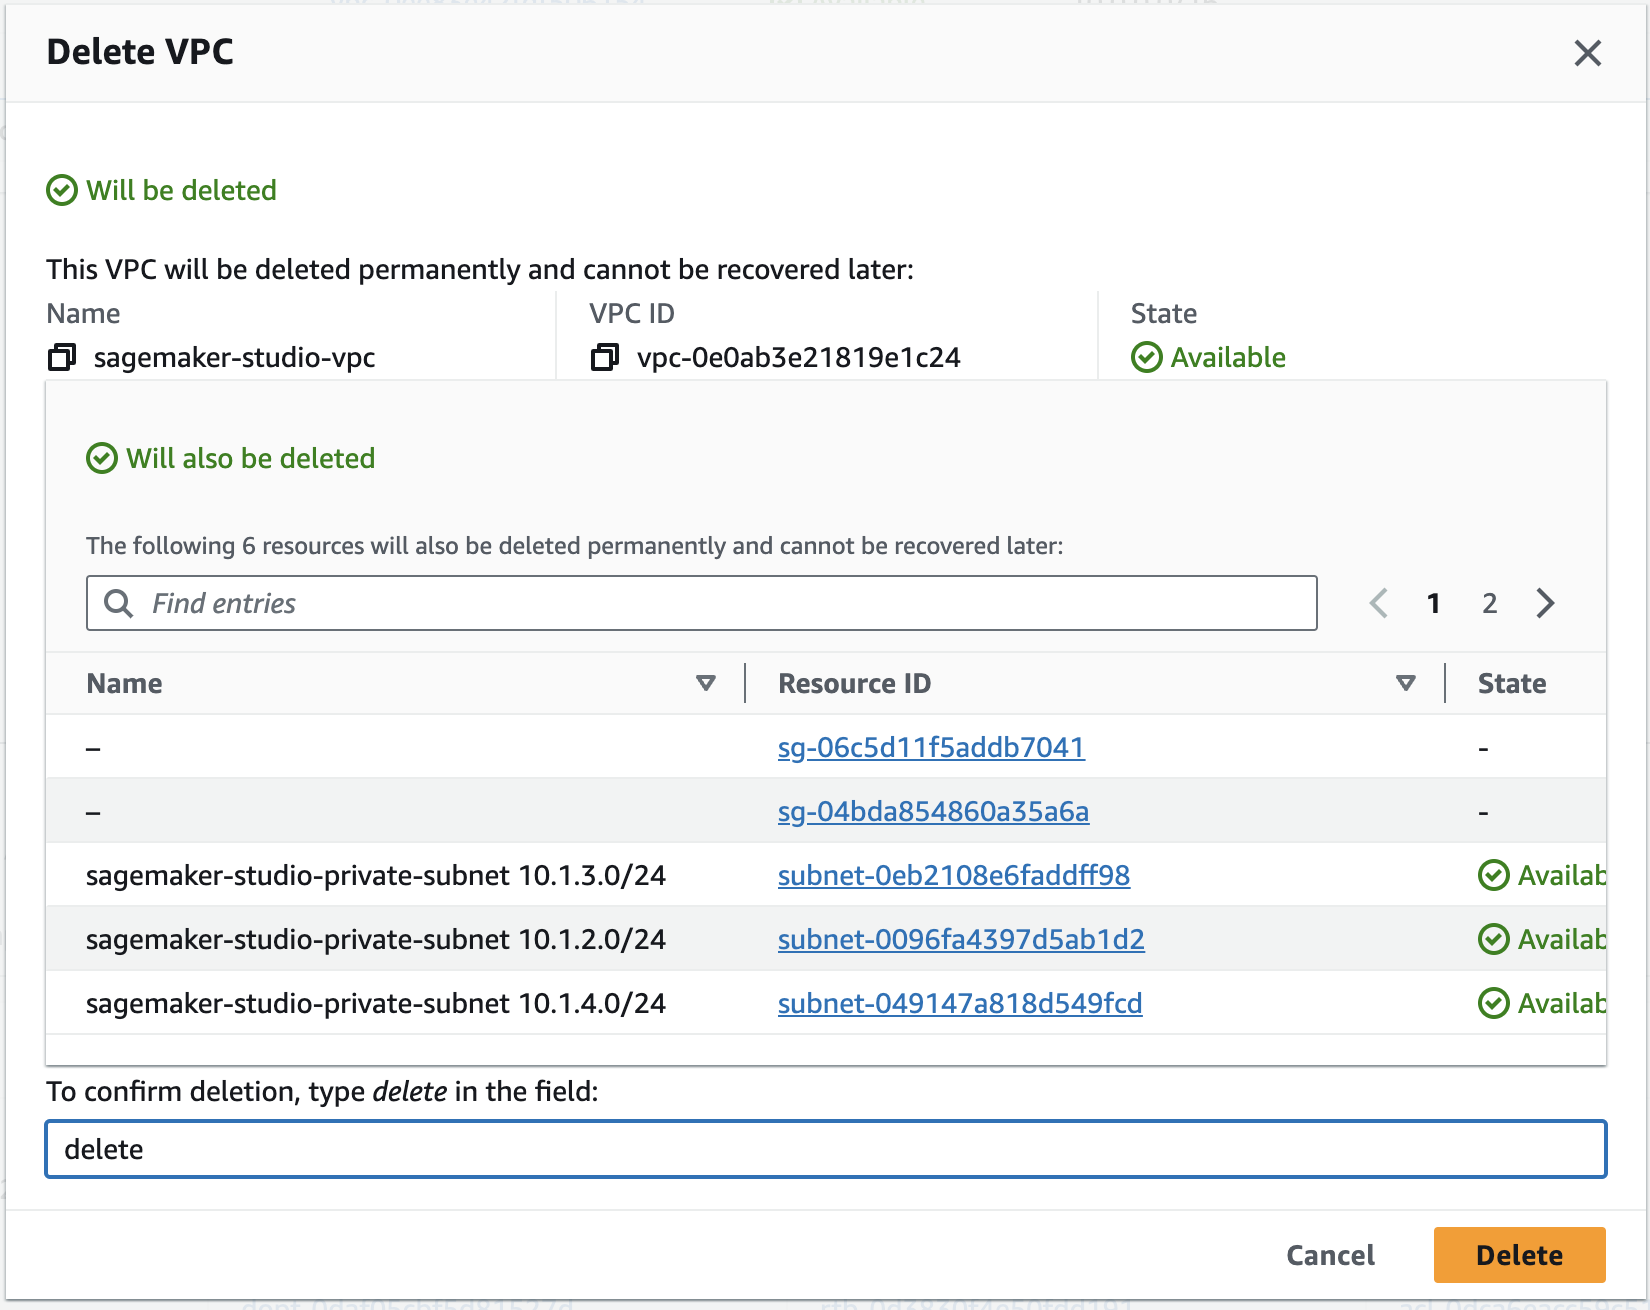 Delete VPC
Will be deleted
This VPC will be deleted permanently and cannot be recovered later:
Name VPC ID State
sagemaker-studio-vpc vpc-0e0ab3e21819e1c24 Available
Will also be deleted
The following 6 resources will also be deleted permanently and cannot be recovered later:
Find entries 1 2
Name Resource ID State
– sg-06c5d11f5addb7041 -
– sg-04bda854860a35a6a -
sagemaker-studio-private-subnet 10.1.3.0/24 subnet-0eb2108e6faddff98 Availab
sagemaker-studio-private-subnet 10.1.2.0/24 subnet-0096fa4397d5ab1d2 Availab
sagemaker-studio-private-subnet 10.1.4.0/24 subnet-049147a818d549fcd Availab
To confirm deletion, type delete in the field:
delete
Cancel Delete